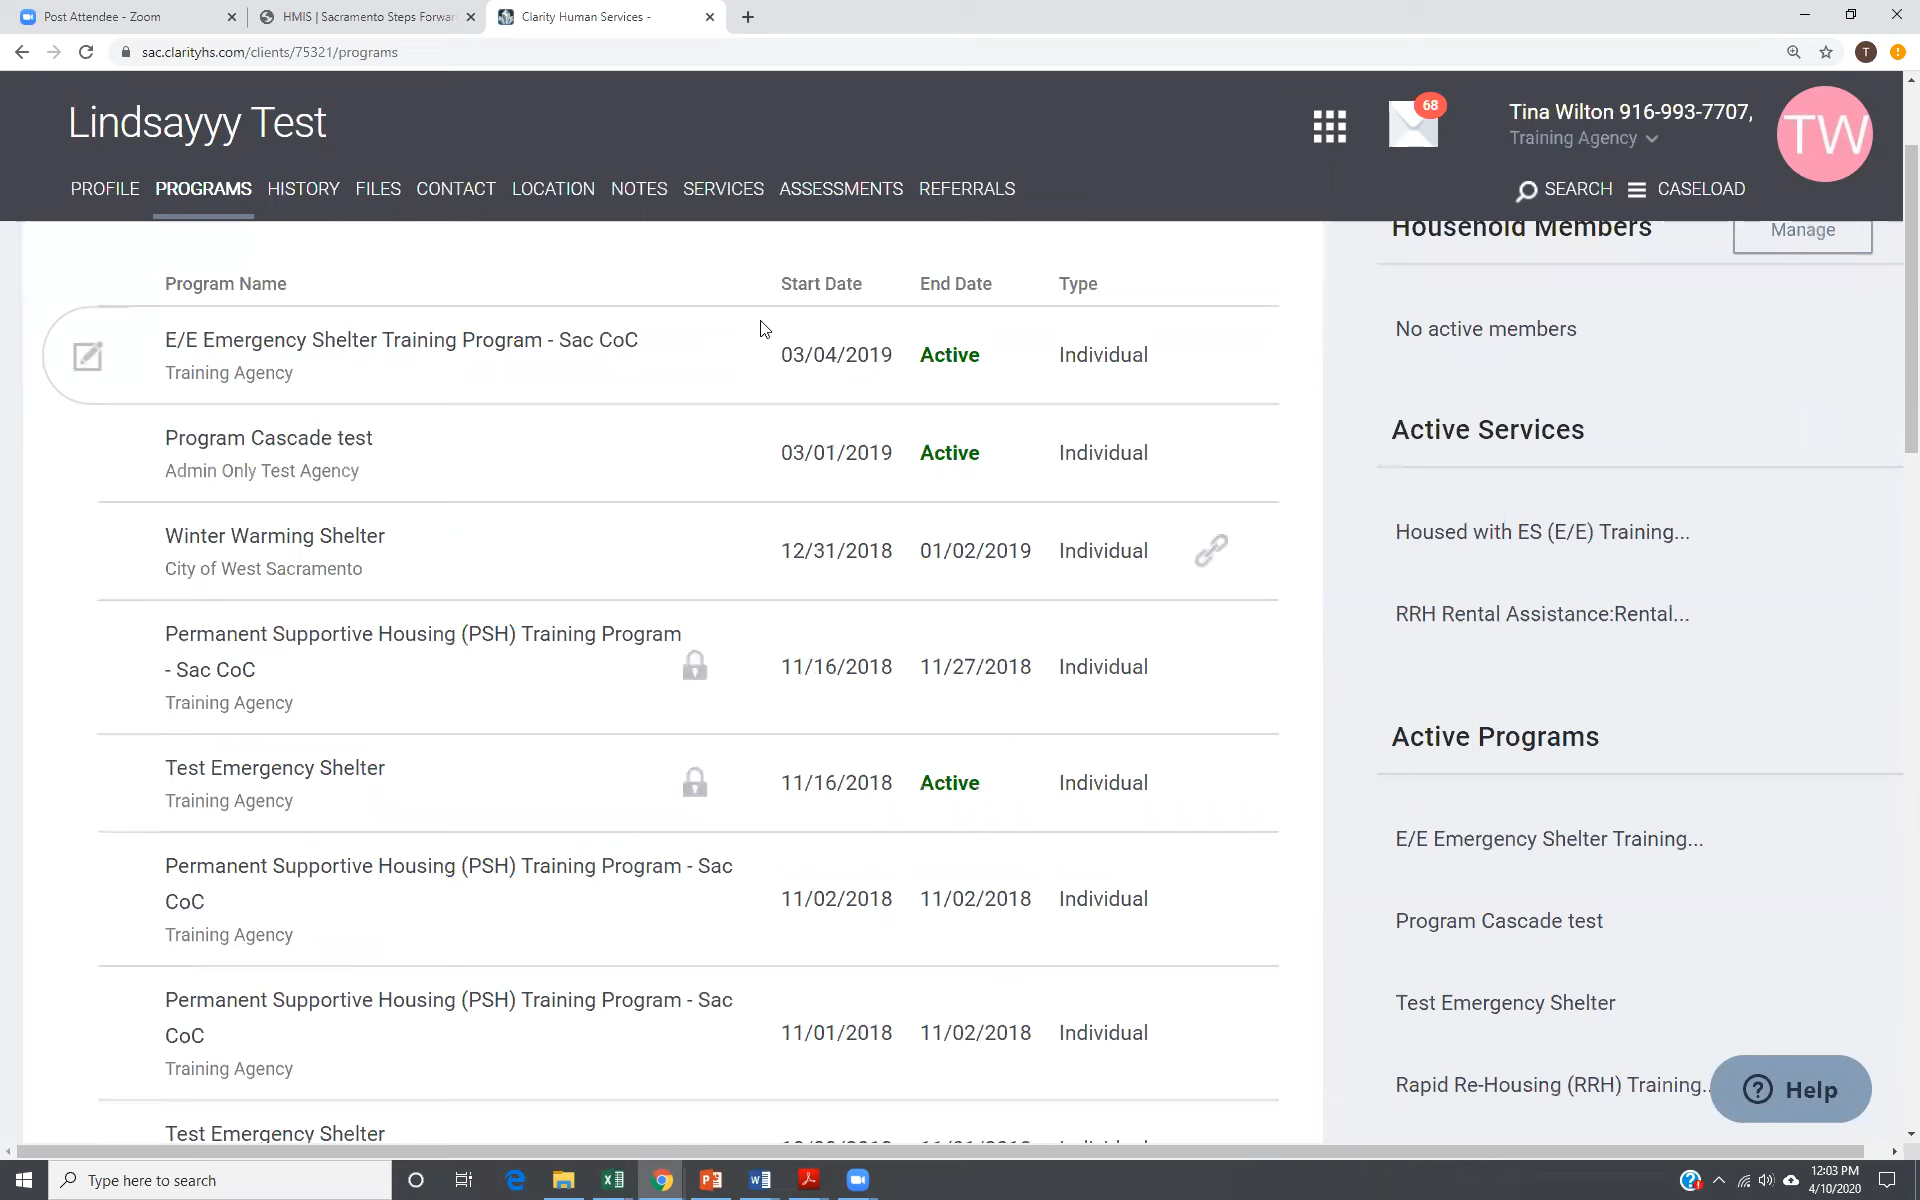 Post Attendee - Zoom
HMIS | Sacramento Steps Forwar
Clarity Human Services -
sac.clarityhs.com/clients/75321/programs
T
Lindsayyy Test
68
Tina Wilton 916-993-7707,
Training Agency
TW
PROFILE PROGRAMS HISTORY FILES CONTACT LOCATION NOTES SERVICES ASSESSMENTS REFERRALS
SEARCH CASELOAD
Program Name Start Date End Date Type
E/E Emergency Shelter Training Program - Sac CoC
Training Agency
03/04/2019 Active Individual
Program Cascade test
Admin Only Test Agency
03/01/2019 Active Individual
Winter Warming Shelter
City of West Sacramento
12/31/2018 01/02/2019 Individual
Permanent Supportive Housing (PSH) Training Program
- Sac CoC
Training Agency
11/16/2018 11/27/2018 Individual
Test Emergency Shelter
Training Agency
11/16/2018 Active Individual
Permanent Supportive Housing (PSH) Training Program - Sac
CoC
Training Agency
11/02/2018 11/02/2018 Individual
Permanent Supportive Housing (PSH) Training Program - Sac
CoC
Training Agency
11/01/2018 11/02/2018 Individual
Test Emergency Shelter
Household Members
Manage
No active members
Active Services
Housed with ES (E/E) Training...
RRH Rental Assistance:Rental...
Active Programs
E/E Emergency Shelter Training...
Program Cascade test
Test Emergency Shelter
Rapid Re-Housing (RRH) Training..
Help
Type here to search
12:03 PM
4/10/2020